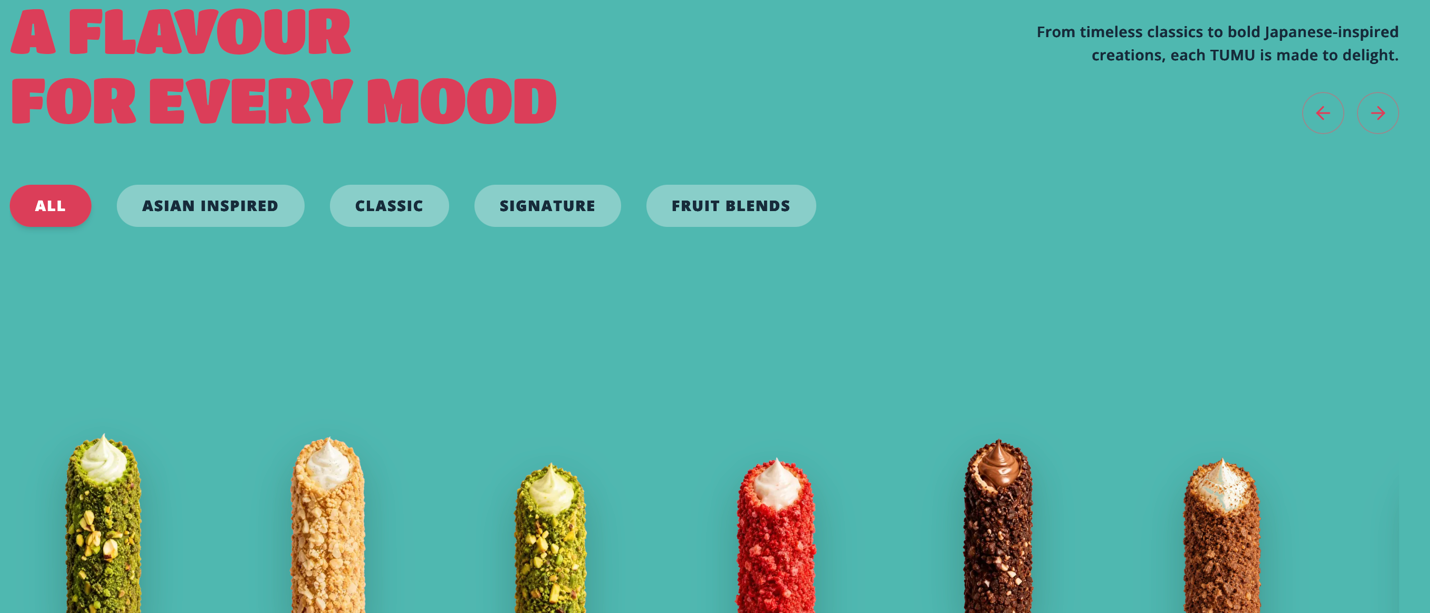 A FLAVOUR
FOR EVERY MOOD
From timeless classics to bold Japanese-inspired
creations, each TUMU is made to delight.
ALL
ASIAN INSPIRED
CLASSIC
SIGNATURE
FRUIT BLENDS